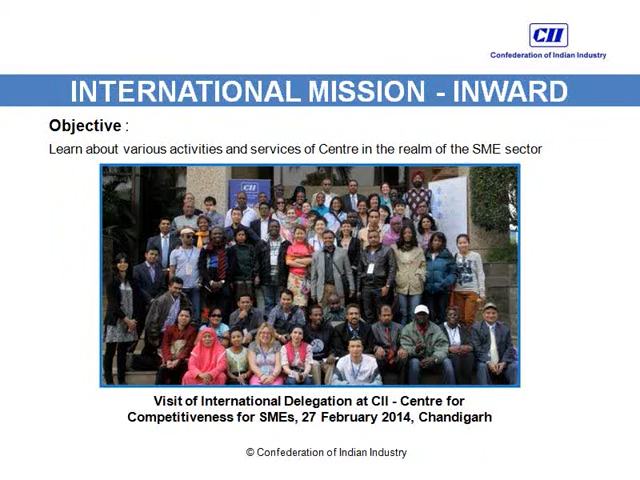 CII
Confederation of Indian Industry
INTERNATIONAL MISSION - INWARD
Objective :
Learn about various activities and services of Centre in the realm of the SME sector
CII
Visit of International Delegation at CII - Centre for
Competitiveness for SMEs, 27 February 2014, Chandigarh
© Confederation of Indian Industry